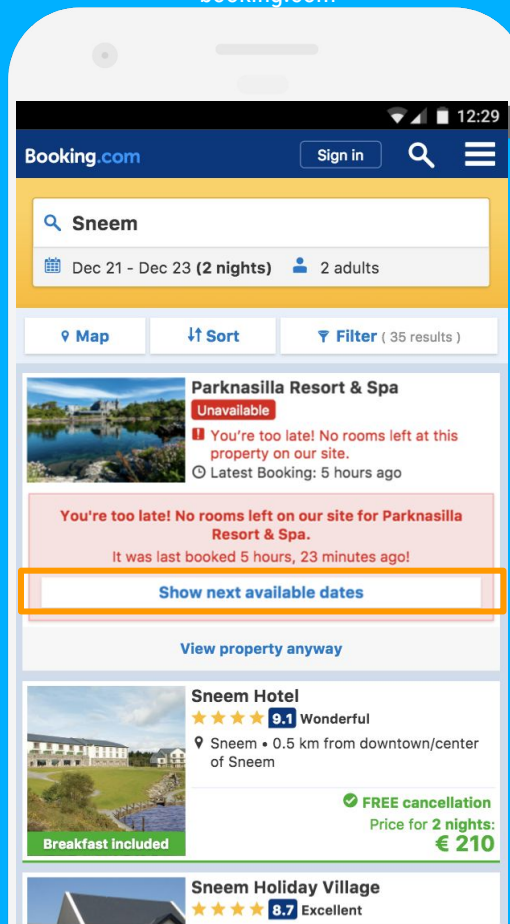 booking.com
12:29
Booking.com
Sign in
Sneem
Dec 21 - Dec 23 (2 nights) 2 adults
Map
Sort
Filter ( 35 results )
Parknasilla Resort & Spa
Unavailable
You're too late! No rooms left at this
property on our site.
Latest Booking: 5 hours ago
You're too late! No rooms left on our site for Parknasilla
Resort & Spa.
It was last booked 5 hours, 23 minutes ago!
Show next available dates
View property anyway
Sneem Hotel
9.1 Wonderful
Sneem • 0.5 km from downtown/center
of Sneem
FREE cancellation
Price for 2 nights:
€ 210
Breakfast included
Sneem Holiday Village
8.7 Excellent